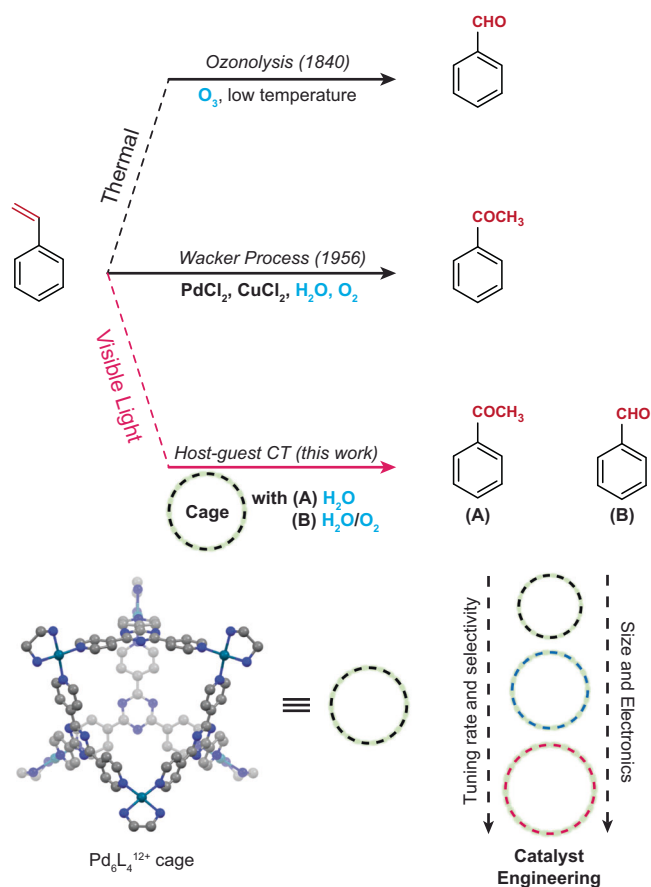 CHO
Ozonolysis (1840)
O₃, low temperature
Thermal
COCH₃
Wacker Process (1956)
PdCl₂, CuCl₂, H₂O, O₂
Visible Light
COCH₃
CHO
Host-guest CT (this work)
Cage
with (A) H₂O
(B) H₂O/O₂
(A)
(B)
Tuning rate and selectivity
Size and Electronics
≡
Pd₆L₄¹²⁺ cage
Catalyst
Engineering